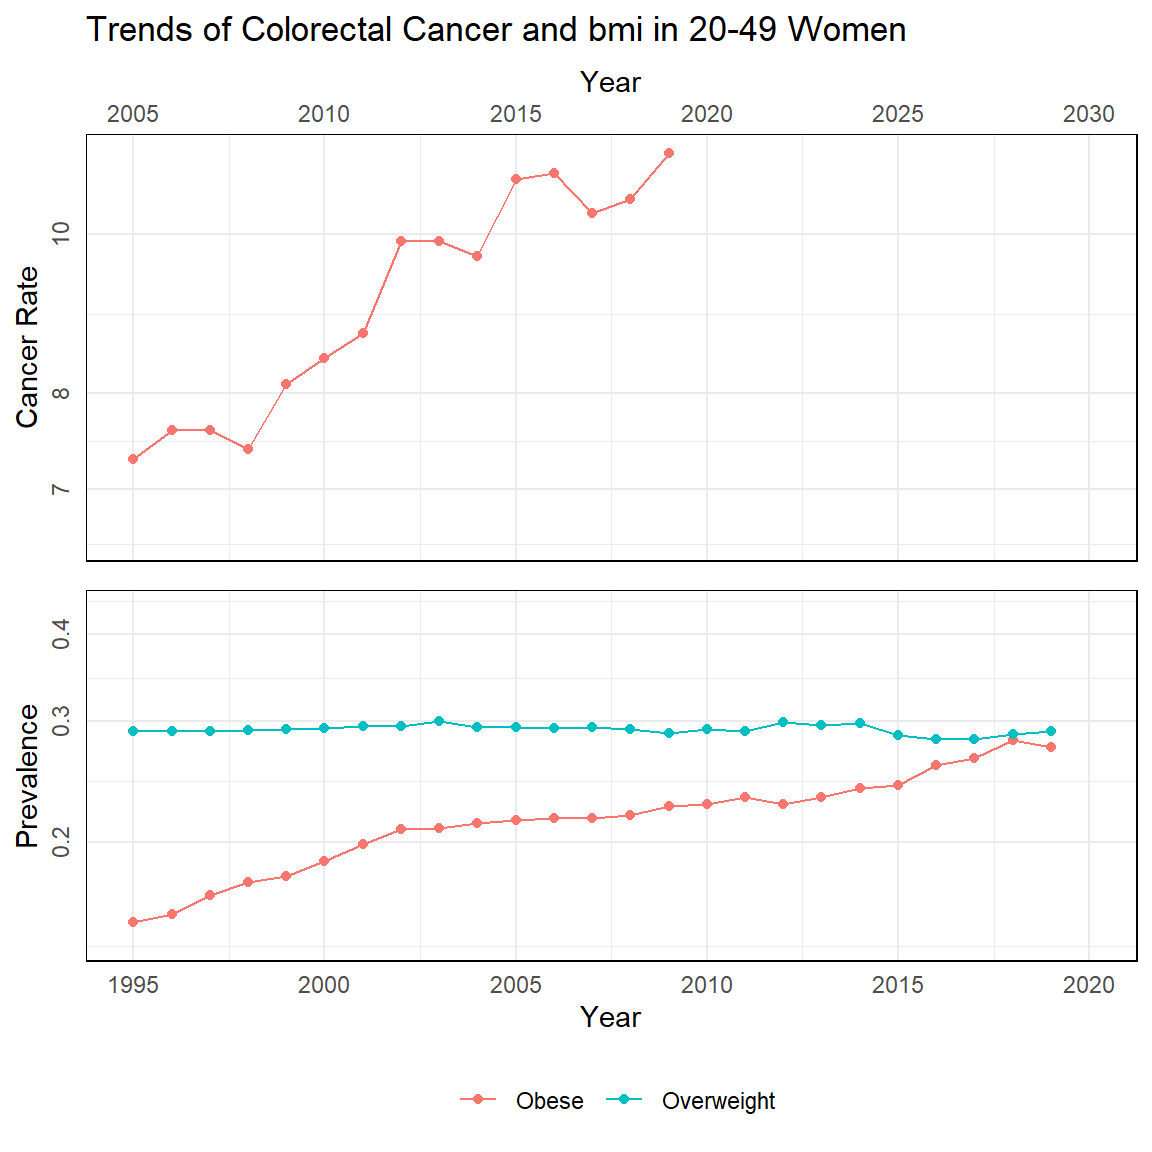 Trends of Colorectal Cancer and bmi in 20-49 Women
Year
2005 2010 2015 2020 2025 2030
Cancer Rate
10
8
7
Prevalence
0.4
0.3
0.2
1995 2000 2005 2010 2015 2020
Year
Obese Overweight